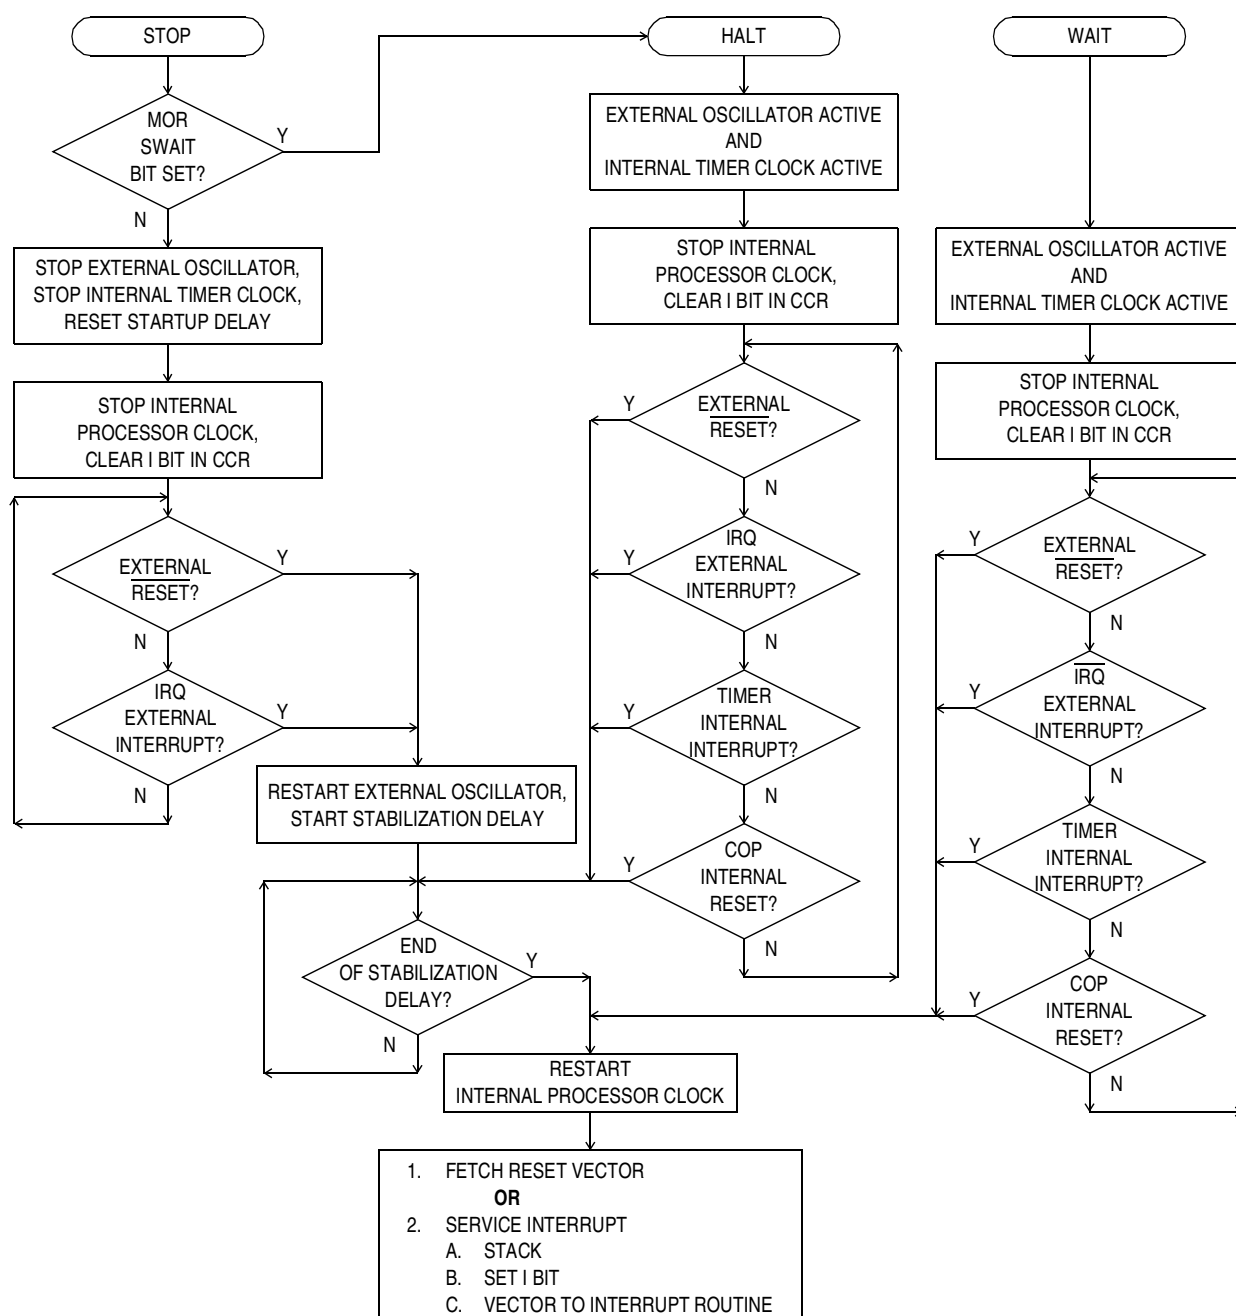 STOP
MOR
SWAIT
BIT SET?
Y
N
STOP EXTERNAL OSCILLATOR,
STOP INTERNAL TIMER CLOCK,
RESET STARTUP DELAY
STOP INTERNAL
PROCESSOR CLOCK,
CLEAR I BIT IN CCR
EXTERNAL
RESET?
Y
N
IRQ
EXTERNAL
INTERRUPT?
Y
N
RESTART EXTERNAL OSCILLATOR,
START STABILIZATION DELAY
END
OF STABILIZATION
DELAY?
Y
N
HALT
EXTERNAL OSCILLATOR ACTIVE
AND
INTERNAL TIMER CLOCK ACTIVE
STOP INTERNAL
PROCESSOR CLOCK,
CLEAR I BIT IN CCR
EXTERNAL
RESET?
Y
N
IRQ
EXTERNAL
INTERRUPT?
Y
N
TIMER
INTERNAL
INTERRUPT?
Y
N
COP
INTERNAL
RESET?
Y
N
WAIT
EXTERNAL OSCILLATOR ACTIVE
AND
INTERNAL TIMER CLOCK ACTIVE
STOP INTERNAL
PROCESSOR CLOCK,
CLEAR I BIT IN CCR
EXTERNAL
RESET?
Y
N
IRQ
EXTERNAL
INTERRUPT?
Y
N
TIMER
INTERNAL
INTERRUPT?
Y
N
COP
INTERNAL
RESET?
Y
N
RESTART
INTERNAL PROCESSOR CLOCK
1. FETCH RESET VECTOR
OR
2. SERVICE INTERRUPT
A. STACK
B. SET I BIT
C. VECTOR TO INTERRUPT ROUTINE